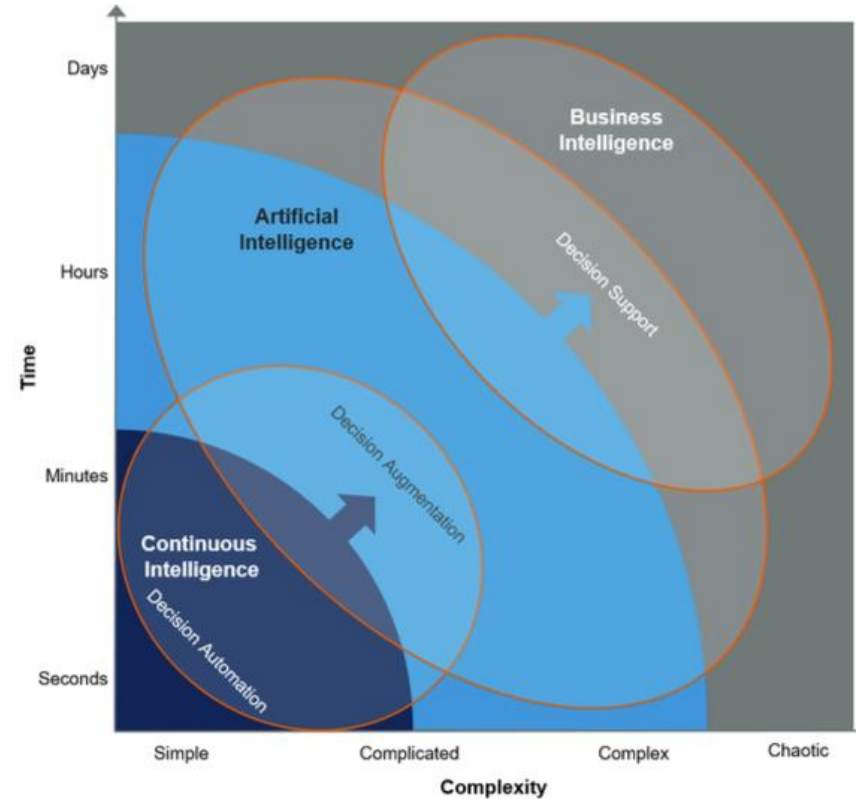 Days
Business
Intelligence
Artificial
Intelligence
Decision Support
Hours
Time
Decision Augmentation
Minutes
Continuous
Intelligence
Decision Automation
Seconds
Simple
Complicated
Complex
Chaotic
Complexity